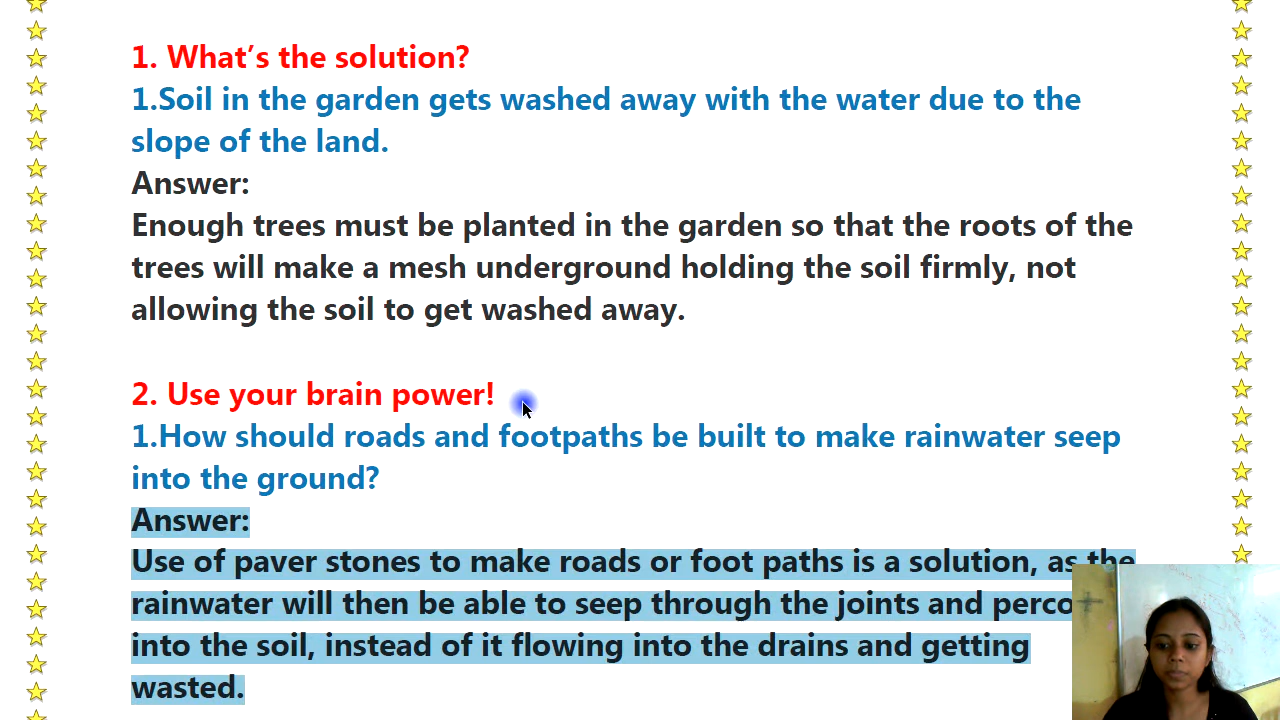 1. What's the solution?
1.Soil in the garden gets washed away with the water due to the
slope of the land.
Answer:
Enough trees must be planted in the garden so that the roots of the
trees will make a mesh underground holding the soil firmly, not
allowing the soil to get washed away.
2. Use your brain power!
1.How should roads and footpaths be built to make rainwater seep
into the ground?
Answer:
Use of paver stones to make roads or foot paths is a solution, as the
rainwater will then be able to seep through the joints and
into the soil, instead of it flowing into the drains and getting
wasted.